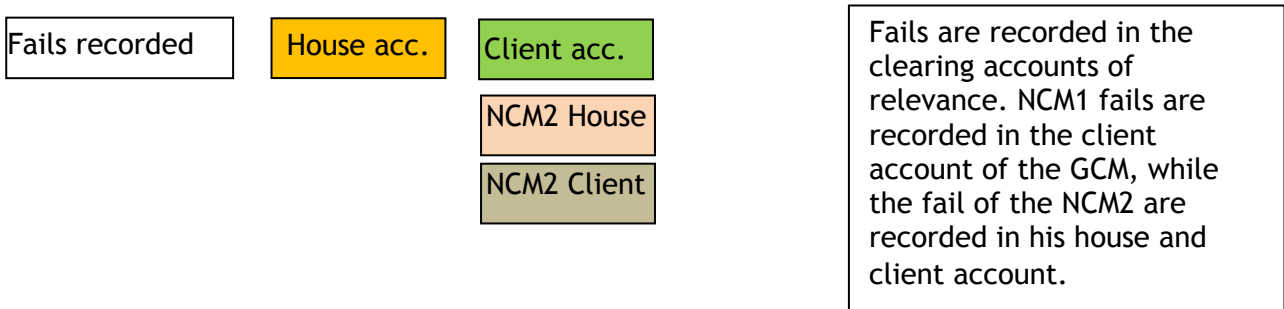 Fails recorded
House acc.
Client acc.
NCM2 House
NCM2 Client
Fails are recorded in the
clearing accounts of
relevance. NCM1 fails are
recorded in the client
account of the GCM, while
the fail of the NCM2 are
recorded in his house and
client account.